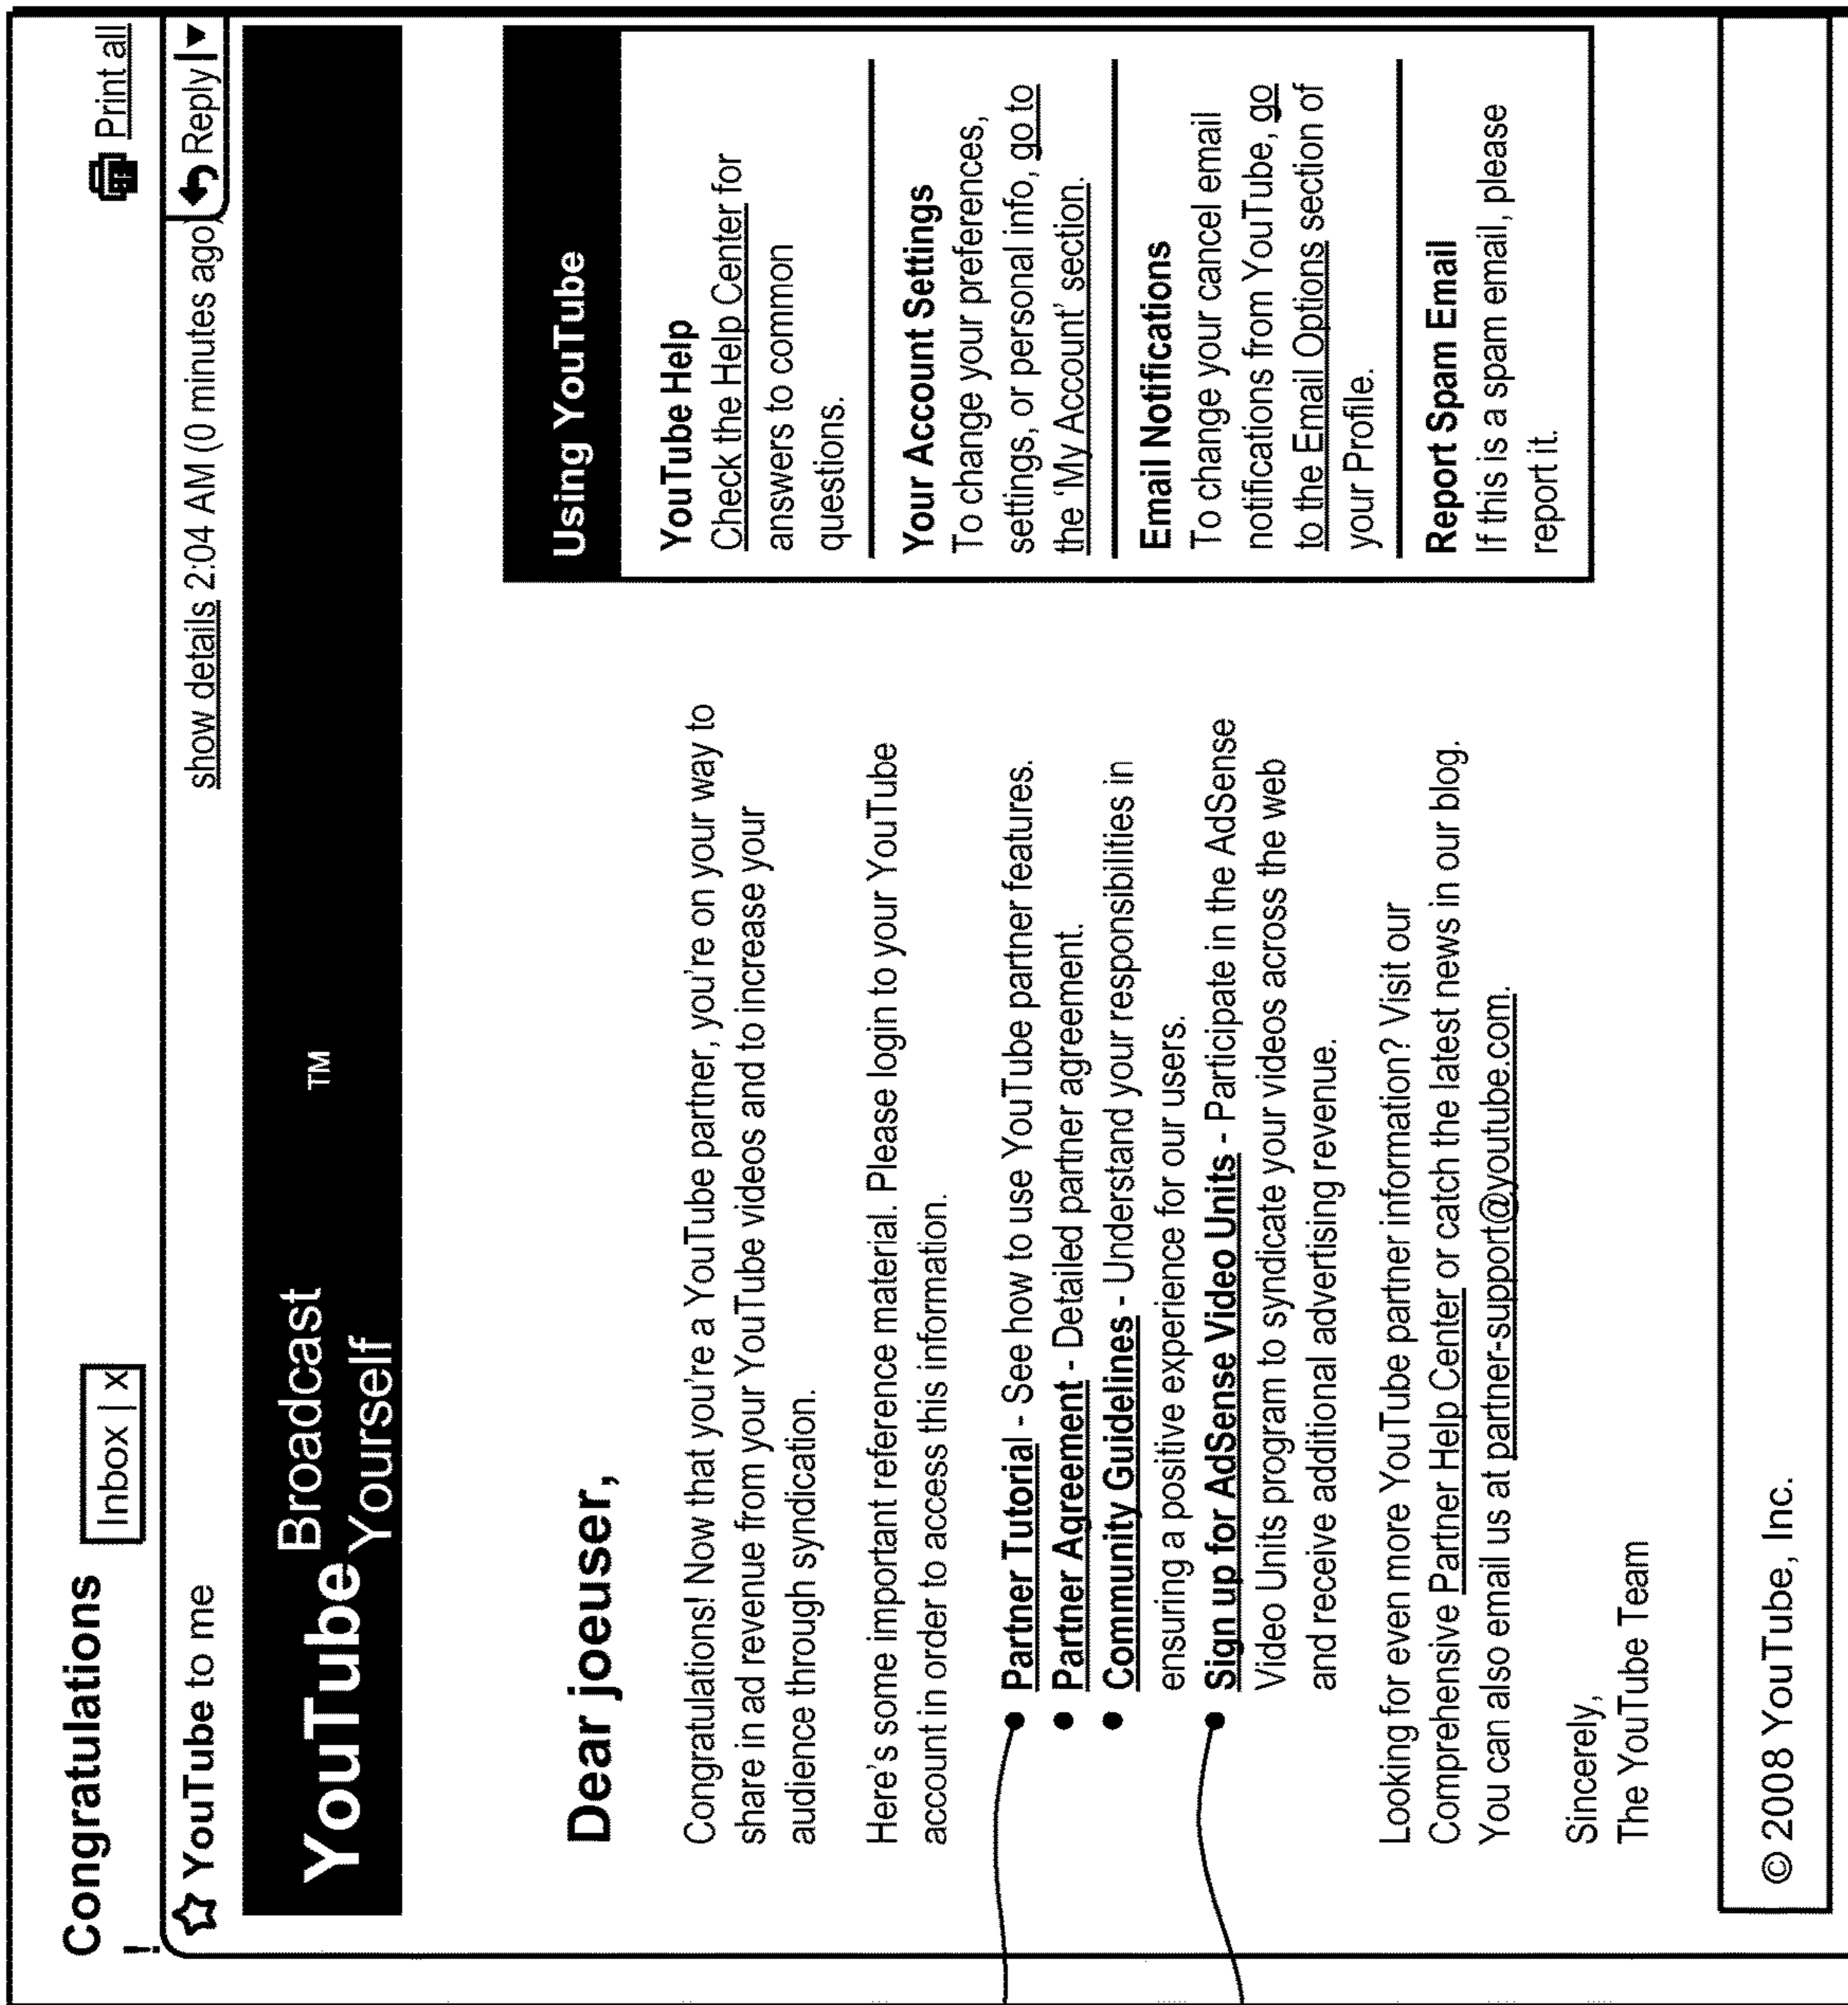 Congratulations!
Inbox | x
Print all
YouTube to me
show details 2:04 AM (0 minutes ago)
Reply
YouTube Broadcast
Yourself
TM
Dear joeuser,
Congratulations! Now that you're a YouTube partner, you're on your way to
share in ad revenue from your YouTube videos and to increase your
audience through syndication.
Here's some important reference material. Please login to your YouTube
account in order to access this information.
• Partner Tutorial - See how to use YouTube partner features.
• Partner Agreement - Detailed partner agreement.
• Community Guidelines - Understand your responsibilities in
ensuring a positive experience for our users.
• Sign up for AdSense Video Units - Participate in the AdSense
Video Units program to syndicate your videos across the web
and receive additional advertising revenue.
Looking for even more YouTube partner information? Visit our
Comprehensive Partner Help Center or catch the latest news in our blog.
You can also email us at partner-support@youtube.com.
Sincerely,
The YouTube Team
Using YouTube
YouTube Help
Check the Help Center for
answers to common
questions.
Your Account Settings
To change your preferences,
settings, or personal info, go to
the ‘My Account’ section.
Email Notifications
To change your cancel email
notifications from YouTube, go
to the Email Options section of
your Profile.
Report Spam Email
If this is a spam email, please
report it.
© 2008 YouTube, Inc.